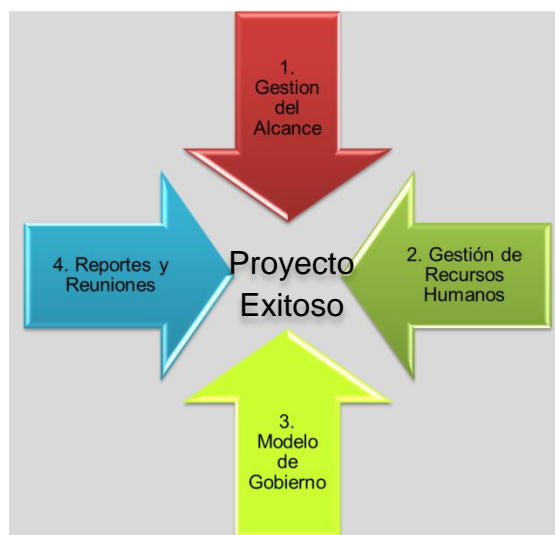 1.
Gestion
del
Alcance
4. Reportes y
Reuniones
Proyecto
Exitoso
2. Gestión de
Recursos
Humanos
3.
Modelo
de
Gobierno